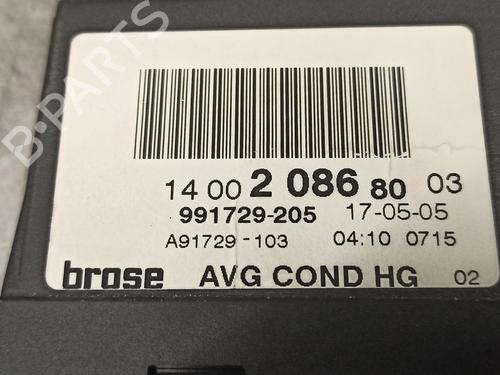 B-PARTS
14 00 2 086 80 03
991729-205 17-05-05
A91729-103 04:10 0715
brose AVG COND HG 02